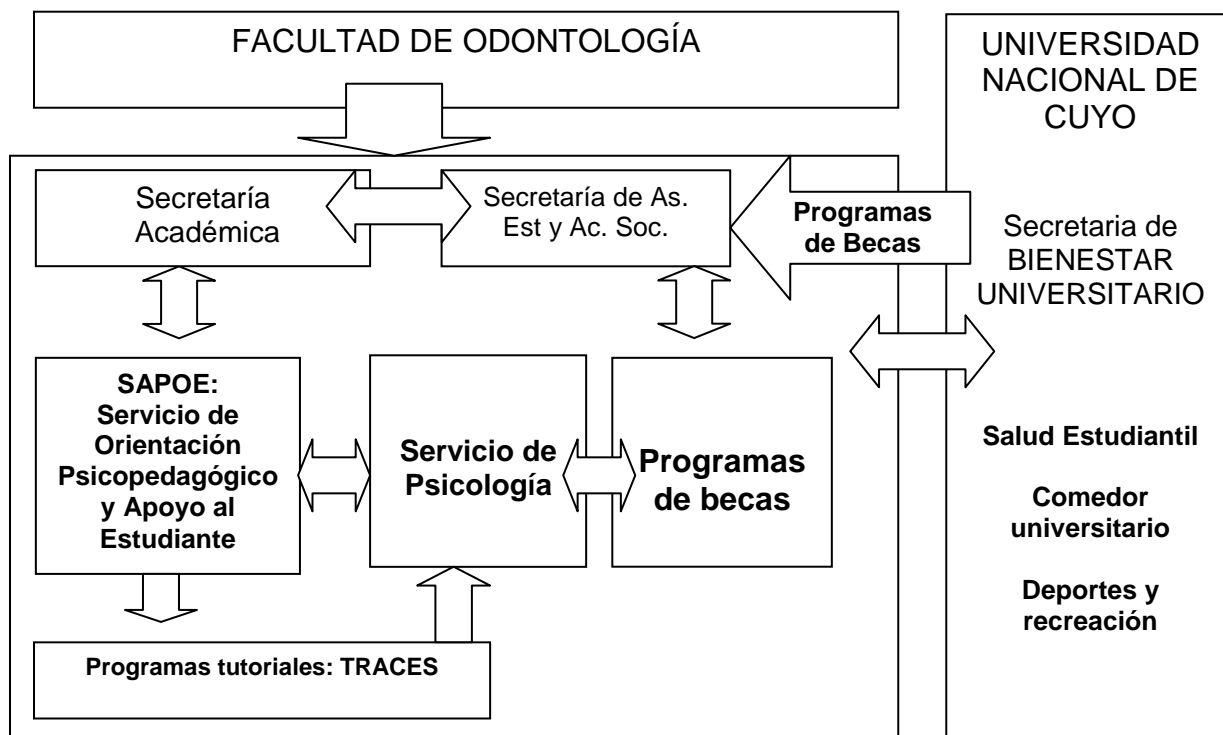 FACULTAD DE ODONTOLOGÍA
UNIVERSIDAD
NACIONAL DE
CUYO
Secretaría
Académica
Secretaría de As.
Est y Ac. Soc.
Programas
de Becas
Secretaria de
BIENESTAR
UNIVERSITARIO
SAPOE:
Servicio de
Orientación
Psicopedagógico
y Apoyo al
Estudiante
Servicio de
Psicología
Programas
de becas
Salud Estudiantil
Comedor
universitario
Deportes y
recreación
Programas tutoriales: TRACES